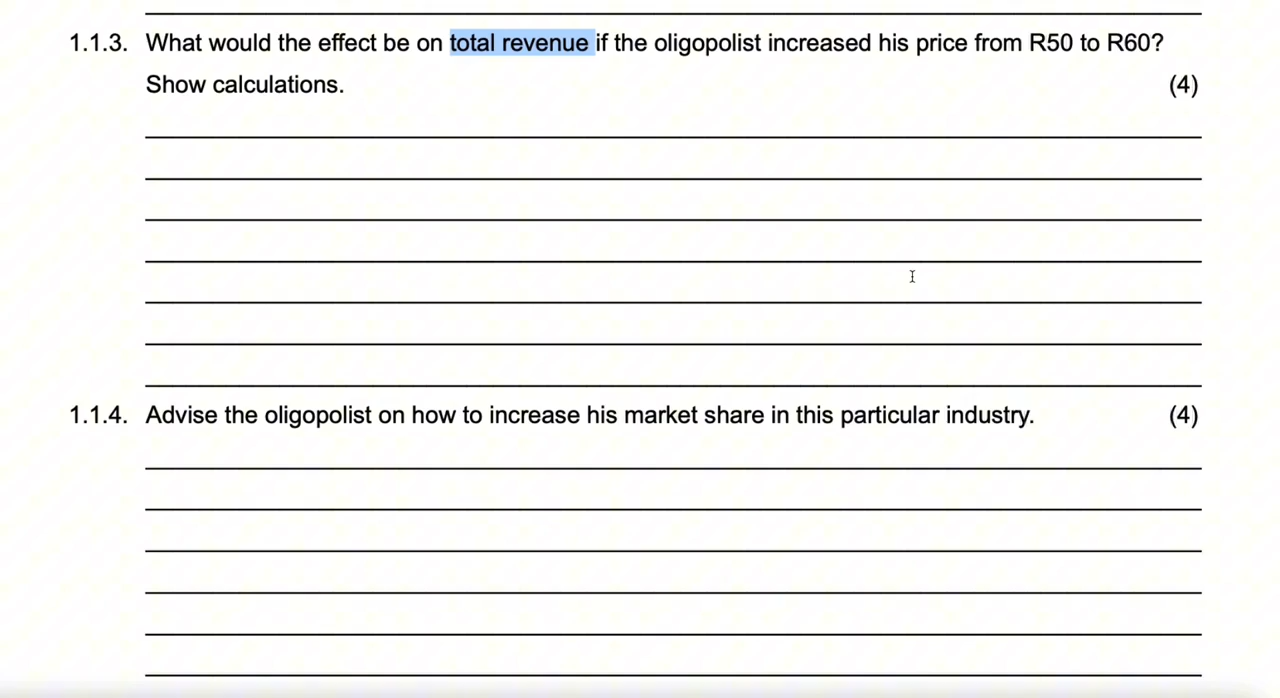 1.1.3. What would the effect be on total revenue if the oligopolist increased his price from R50 to R60?
Show calculations. (4)
1.1.4. Advise the oligopolist on how to increase his market share in this particular industry. (4)